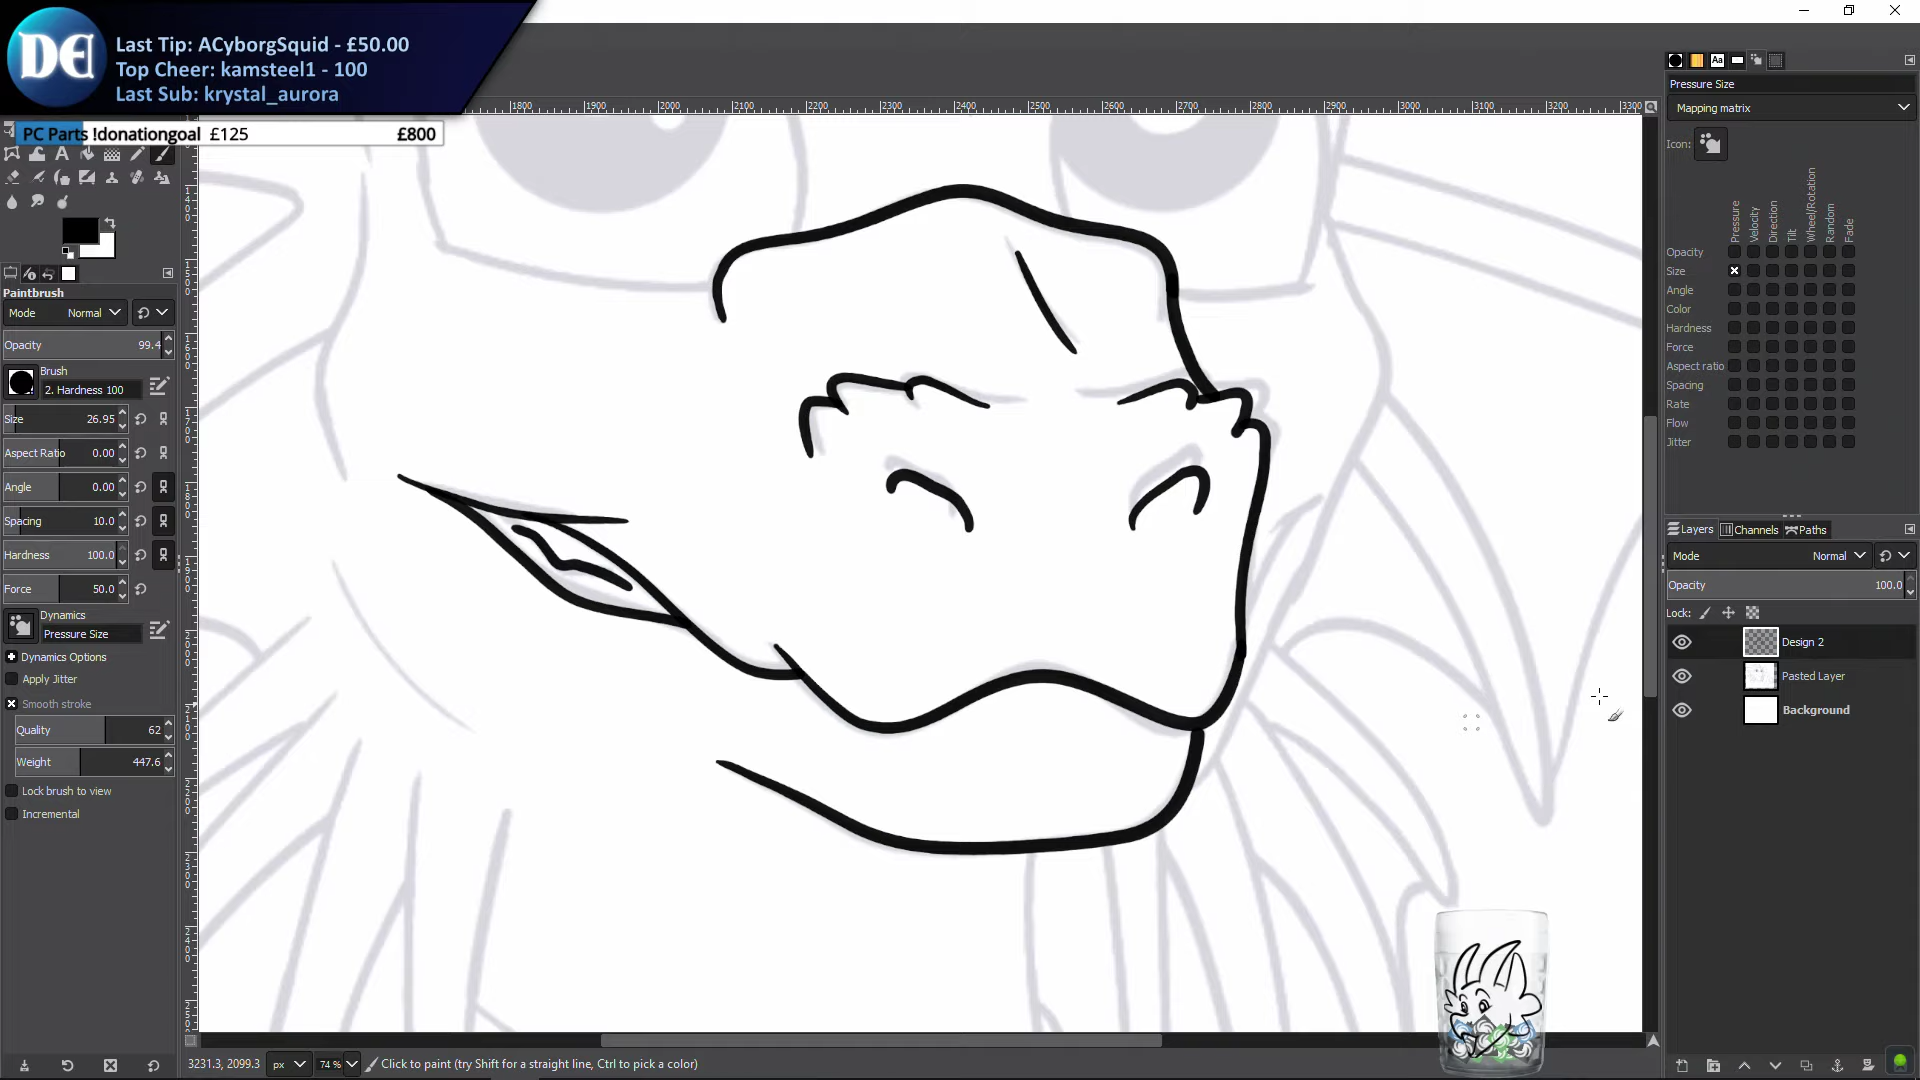 DE
Last Tip: ACyborgSquid - £50.00
Top Cheer: kamsteel1 - 100
Last Sub: krystal_aurora
PC Parts !donationgoal £125 £800
1800 1900 2000 2100 2200 2300 2400 2500 2600 2700 2800 2900 3000 3100 3200 3300
Paintbrush
Mode Normal
Opacity 99.4
Brush
2. Hardness 100
Size 26.95
Aspect Ratio 0.00
Angle 0.00
Spacing 10.0
Hardness 100.0
Force 50.0
Dynamics
Pressure Size
Dynamics Options
Apply Jitter
Smooth stroke
Quality 62
Weight 447.6
Lock brush to view
Incremental
3231.3, 2099.3 px 74 % Click to paint (try Shift for a straight line, Ctrl to pick a color)
Aa
Pressure Size
Mapping matrix
Icon:
Pressure Velocity Direction Tilt Wheel/Rotation Random Fade
Opacity
Size
Angle
Color
Hardness
Force
Aspect ratio
Spacing
Rate
Flow
Jitter
Layers Channels Paths
Mode Normal
Opacity 100.0
Lock:
Design 2
Pasted Layer
Background